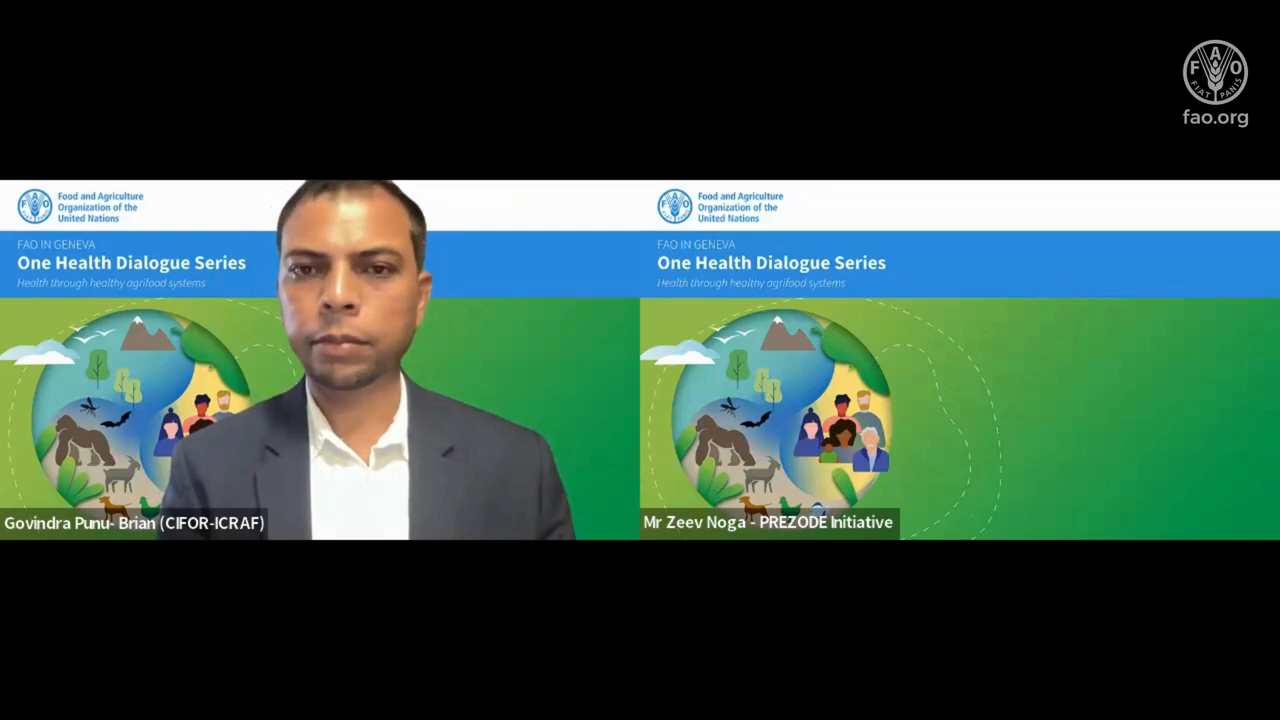 FAO
FIAT PANIS
fao.org
FAO
Food and Agriculture
Organization of the
United Nations
FAO IN GENEVA
One Health Dialogue Series
Health through healthy agrifood systems
Govindra Punu- Brian (CIFOR-ICRAF)
FAO
Food and Agriculture
Organization of the
United Nations
FAO IN GENEVA
One Health Dialogue Series
Health through healthy agrifood systems
Mr Zeev Noga - PREZODE Initiative